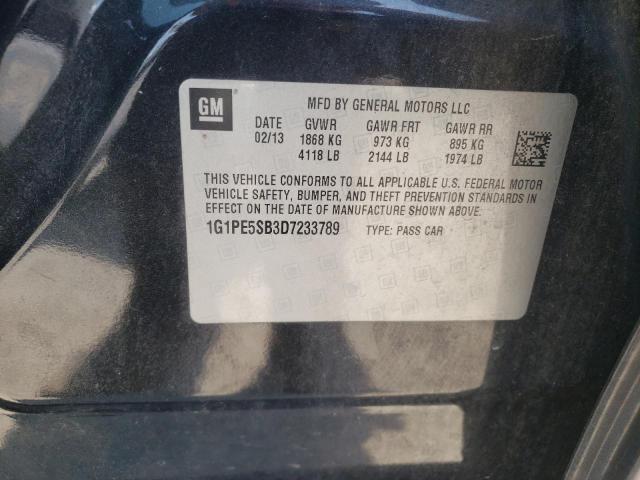 GM
MFD BY GENERAL MOTORS LLC
DATE GVWR GAWR FRT GAWR RR
02/13 1868 KG 973 KG 895 KG
4118 LB 2144 LB 1974 LB
THIS VEHICLE CONFORMS TO ALL APPLICABLE U.S. FEDERAL MOTOR
VEHICLE SAFETY, BUMPER, AND THEFT PREVENTION STANDARDS IN
EFFECT ON THE DATE OF MANUFACTURE SHOWN ABOVE.
1G1PE5SB3D7233789 TYPE: PASS CAR